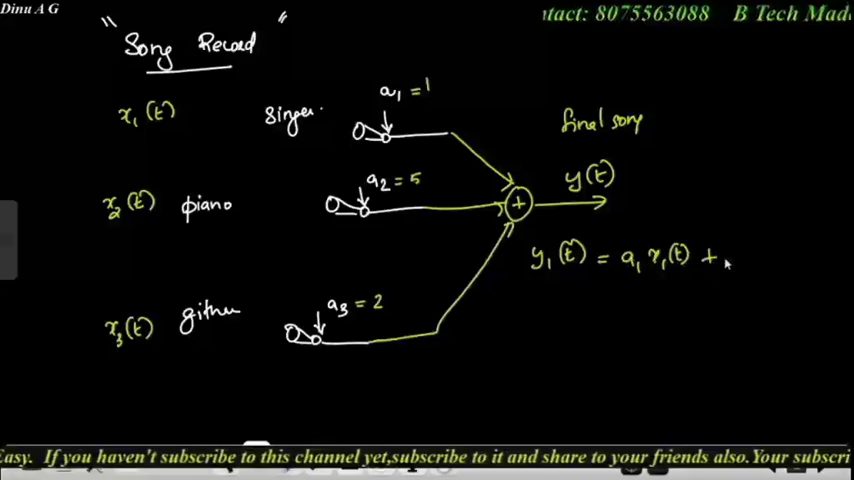 Dinu A G
ntact: 8075563088 B Tech Mad
" Song Record "
x₁(t) singer. a₁ = 1
final song
x₂(t) piano a₂ = 5
y(t)
+
y₁(t) = a₁ x₁(t) +
x₃(t) gither a₃ = 2
Easy. If you haven't subscribe to this channel yet,subscribe to it and share to your friends also.Your subscri